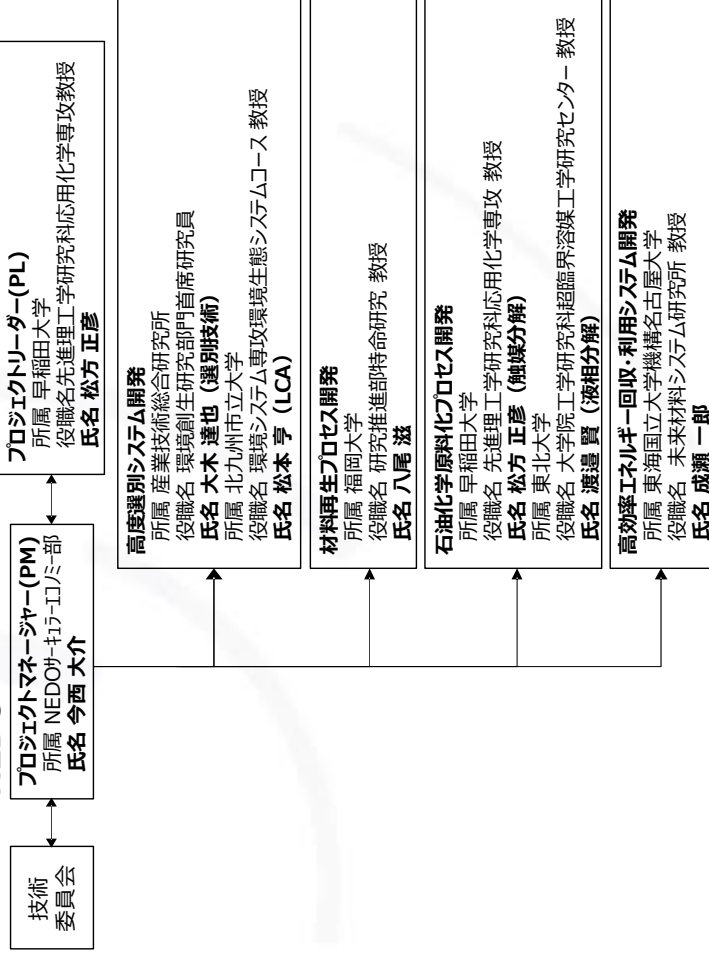 技術
委員会
プロジェクトマネージャー(PM)
所属 NEDOサーキュラーエコノミー部
氏名 今西 大介
プロジェクトリーダー(PL)
所属 早稲田大学
役職名先進理工学研究科応用化学専攻教授
氏名 松方 正彦
高度選別システム開発
所属 産業技術総合研究所
役職名 環境創生研究部門首席研究員
氏名 大木 達也（選別技術）
所属 北九州市立大学
役職名 環境システム専攻環境生態システムコース 教授
氏名 松本 亨（LCA）
材料再生プロセス開発
所属 福岡大学
役職名 研究推進部特命研究 教授
氏名 八尾 滋
石油化学原料化プロセス開発
所属 早稲田大学
役職名 先進理工学研究科応用化学専攻 教授
氏名 松方 正彦（触媒分解）
所属 東北大学
役職名 大学院工学研究科超臨界溶媒工学研究センター 教授
氏名 渡邉 賢（液相分解）
高効率エネルギー回収・利用システム開発
所属 東海国立大学機構名古屋大学
役職名 未来材料システム研究所 教授
氏名 成瀬 一郎